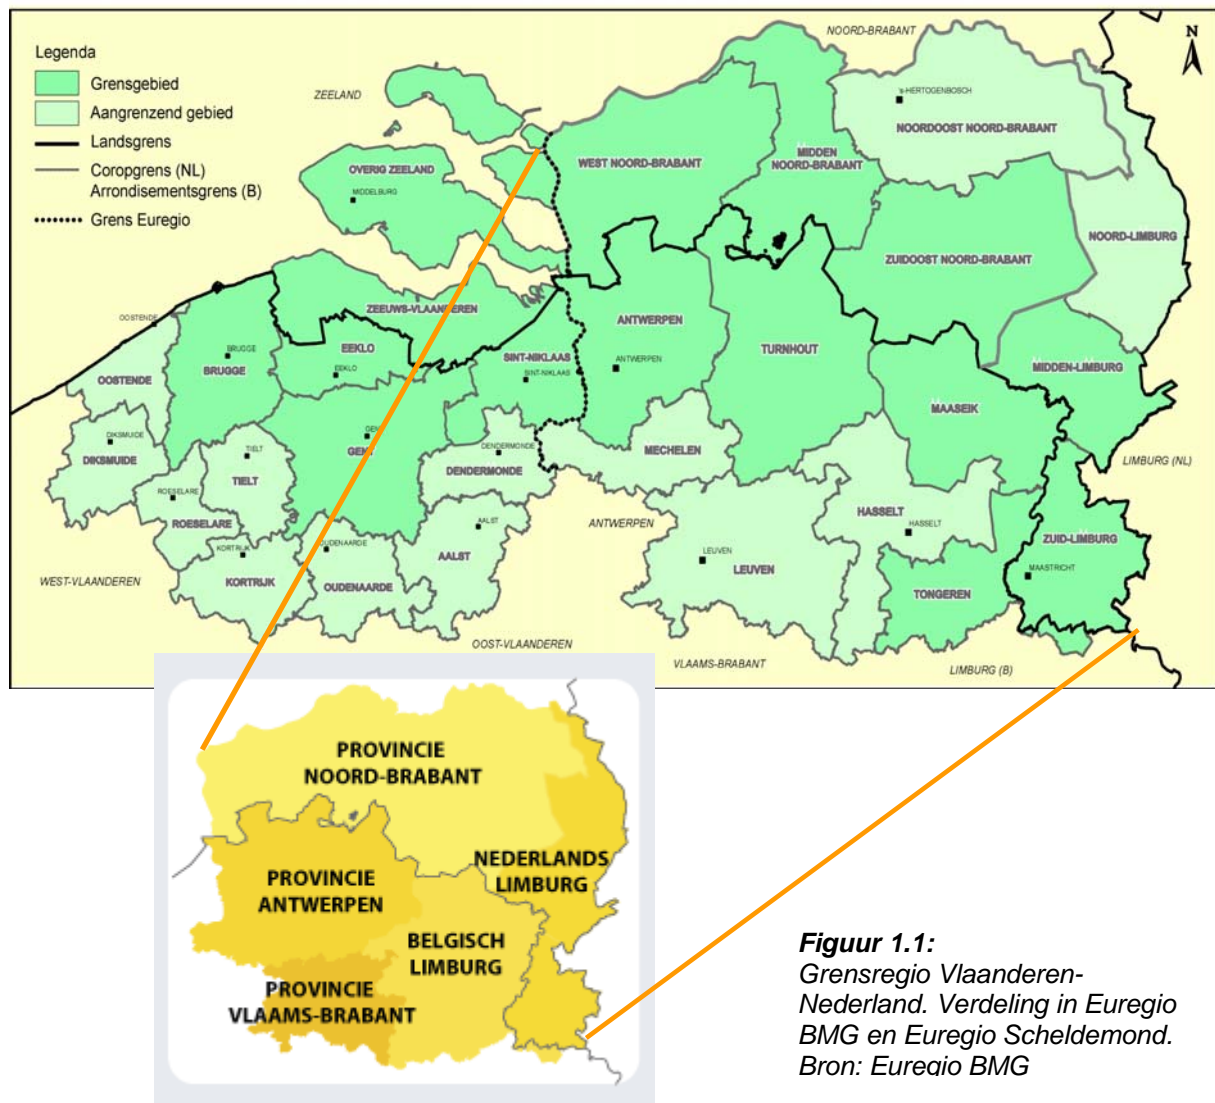 Legenda
Grensgebied
Aangrenzend gebied
Landsgrens
Coropgrens (NL)
Arrondisementsgrens (B)
Grens Euregio
N
NOORD-BRABANT
ZEELAND
's-HERTOGENBOSCH
NOORDOOST NOORD-BRABANT
WEST NOORD-BRABANT
MIDDEN
NOORD-BRABANT
OVERIG ZEELAND
MIDDELBURG
NOORD-LIMBURG
ZUIDOOST NOORD-BRABANT
ZEEUWS-VLAANDEREN
OOSTENDE
ANTWERPEN
EEKLO
BRUGGE
BRUGGE
EEKLO
SINT-NIKLAAS
SINT-NIKLAAS
ANTWERPEN
TURNHOUT
MIDDEN-LIMBURG
OOSTENDE
MAASEIK
DIKSMUIDE
DIKSMUIDE
GENT
GENT
TIELT
TIELT
DENDERMONDE
DENDERMONDE
MECHELEN
LIMBURG (NL)
ROESELARE
ROESELARE
AALST
AALST
ANTWERPEN
HASSELT
HASSELT
ZUID-LIMBURG
KORTRIJK
KORTRIJK
OUDENAARDE
OUDENAARDE
LEUVEN
LEUVEN
MAASTRICHT
TONGEREN
WEST-VLAANDEREN
OOST-VLAANDEREN
VLAAMS-BRABANT
LIMBURG (B)
PROVINCIE
NOORD-BRABANT
NEDERLANDS
LIMBURG
PROVINCIE
ANTWERPEN
BELGISCH
LIMBURG
PROVINCIE
VLAAMS-BRABANT
Figuur 1.1:
Grensregio Vlaanderen-
Nederland. Verdeling in Euregio
BMG en Euregio Scheldemond.
Bron: Euregio BMG